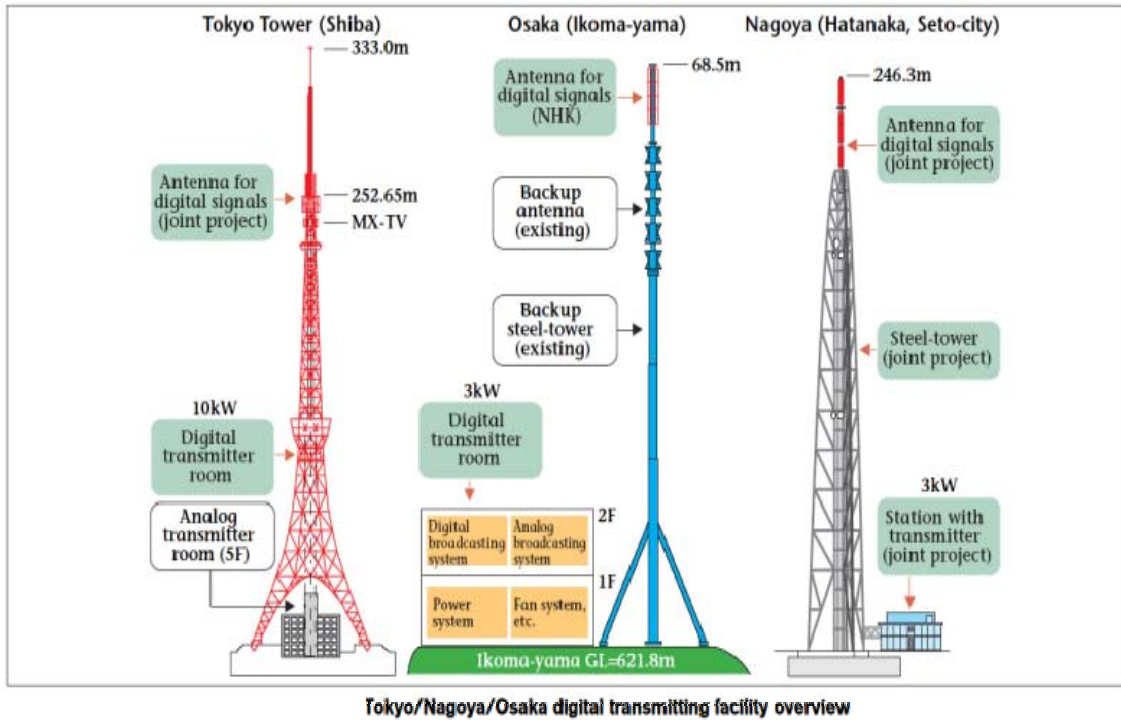 Tokyo Tower (Shiba)
333.0m
Antenna for
digital signals
(joint project)
252.65m
MX-TV
10kW
Digital
transmitter
room
Analog
transmitter
room (5F)
Osaka (Ikoma-yama)
68.5m
Antenna for
digital signals
(NHK)
Backup
antenna
(existing)
Backup
steel-tower
(existing)
3kW
Digital
transmitter
room
2F
Digital
broadcasting
system
Analog
broadcasting
system
1F
Power
system
Fan system,
etc.
Ikoma-yama GL=621.8m
Nagoya (Hatanaka, Seto-city)
246.3m
Antenna for
digital signals
(joint project)
Steel-tower
(joint project)
3kW
Station with
transmitter
(joint project)
Tokyo/Nagoya/Osaka digital transmitting facility overview